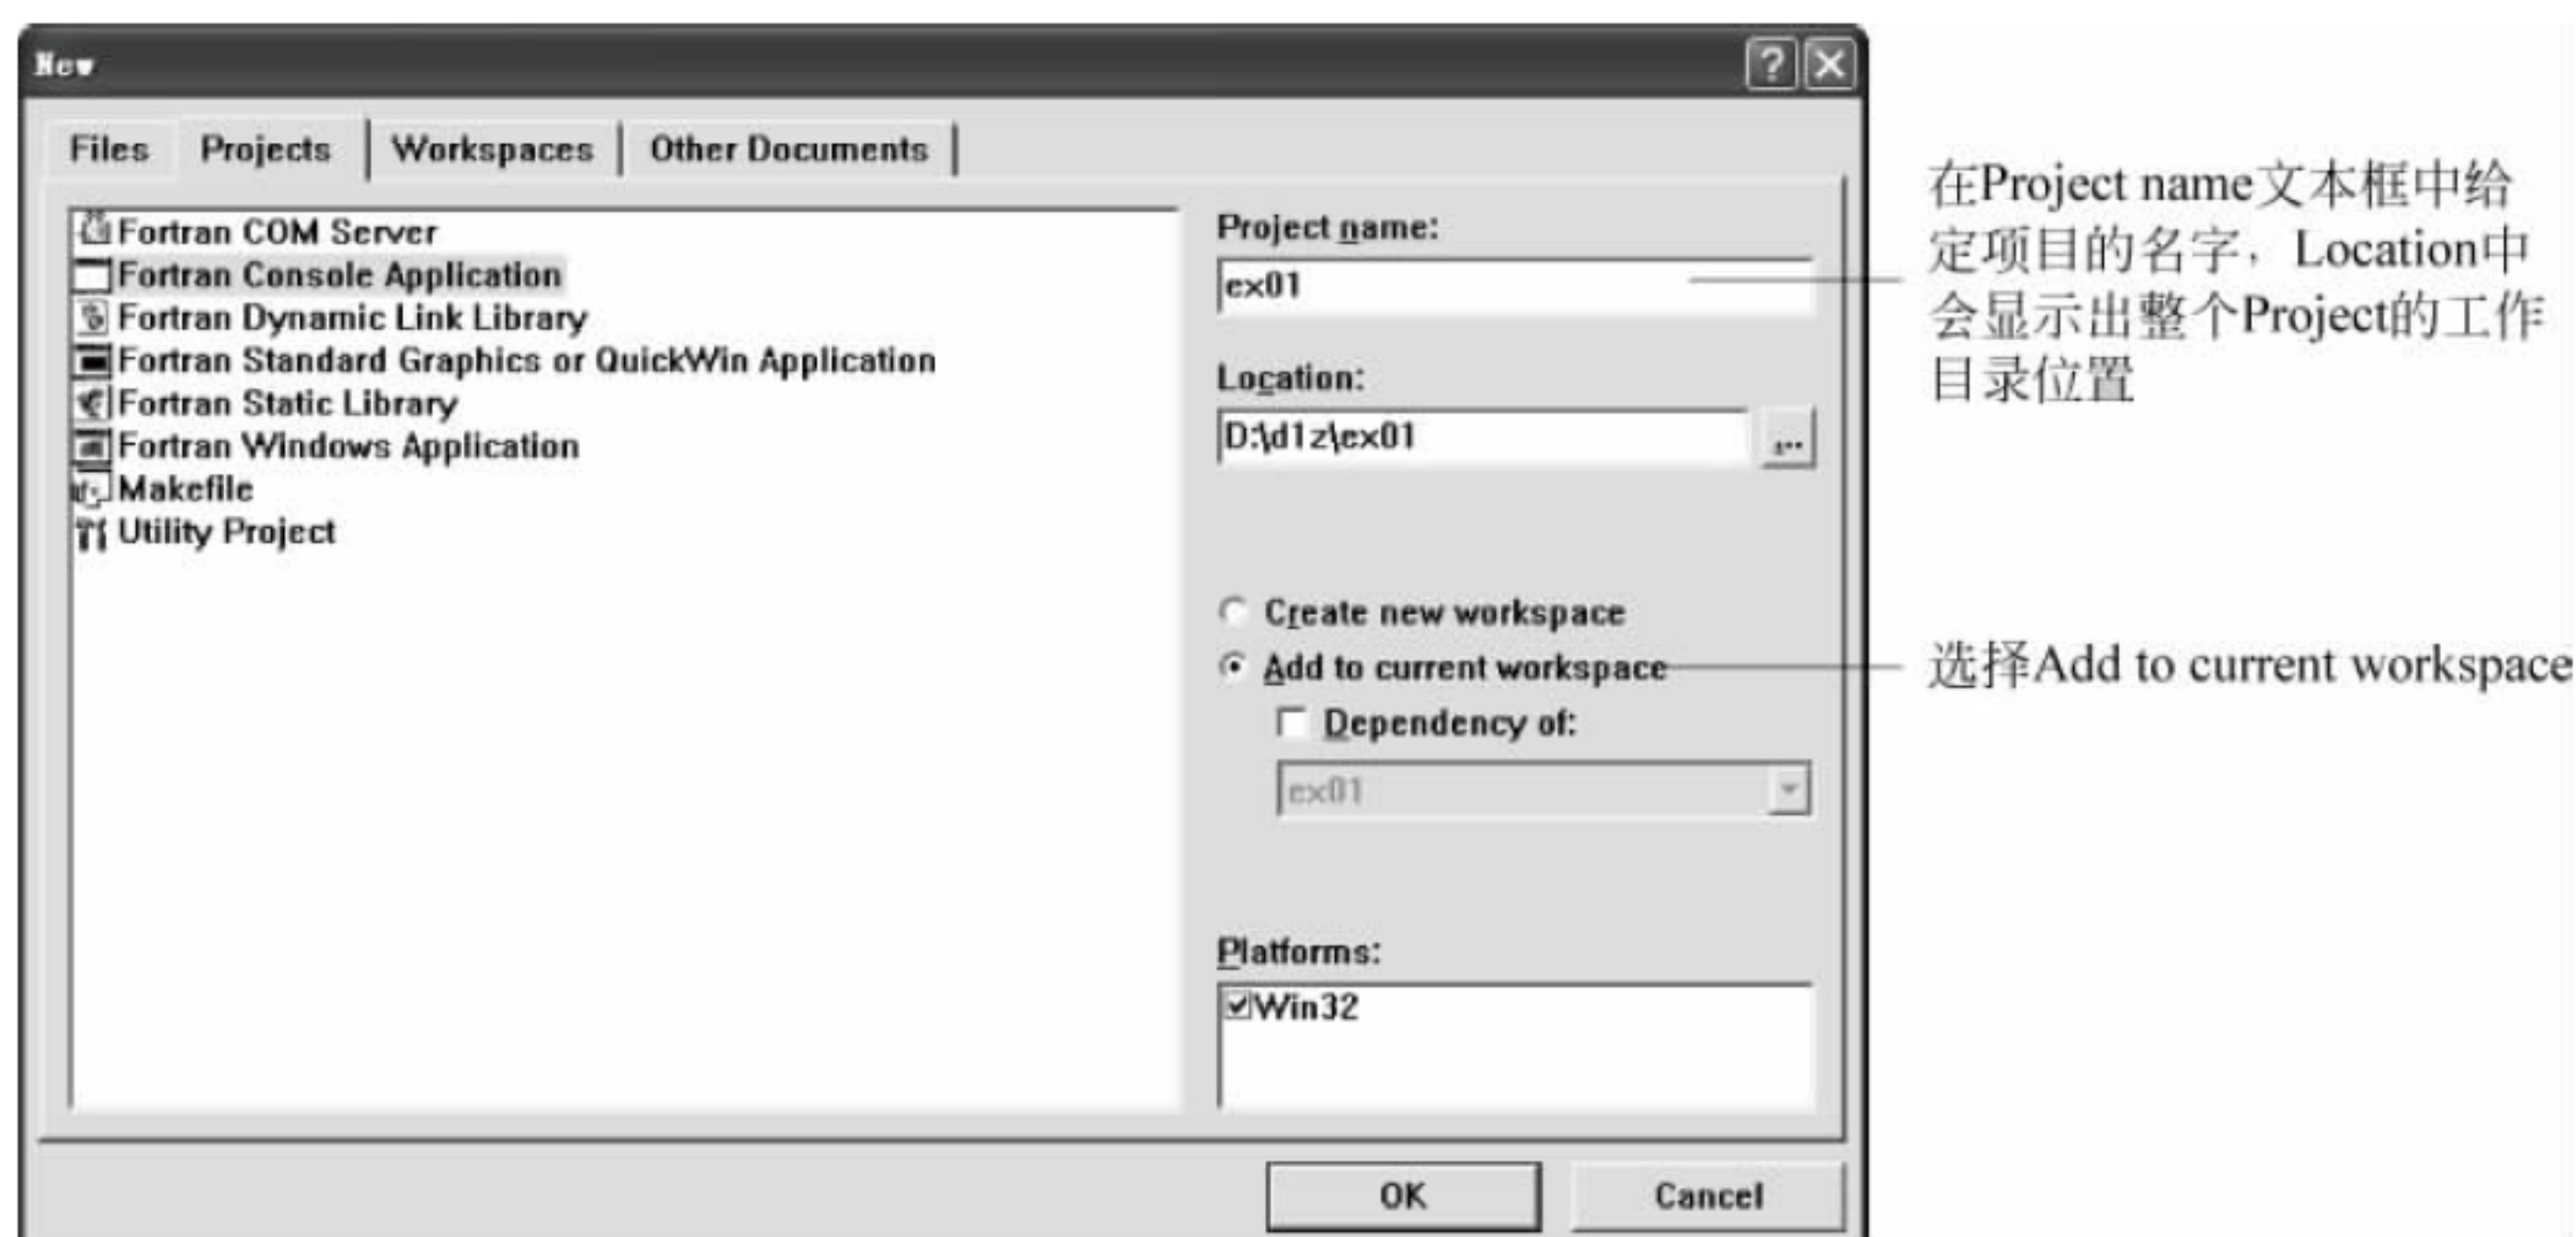 New
Files Projects Workspaces Other Documents
Fortran COM Server
Fortran Console Application
Fortran Dynamic Link Library
Fortran Standard Graphics or QuickWin Application
Fortran Static Library
Fortran Windows Application
Makefile
Utility Project
Project name:
ex01
Location:
D:\d1z\ex01
...
Create new workspace
Add to current workspace
Dependency of:
ex01
Platforms:
Win32
OK Cancel
在Project name文本框中给
定项目的名字，Location中
会显示出整个Project的工作
目录位置
选择Add to current workspace